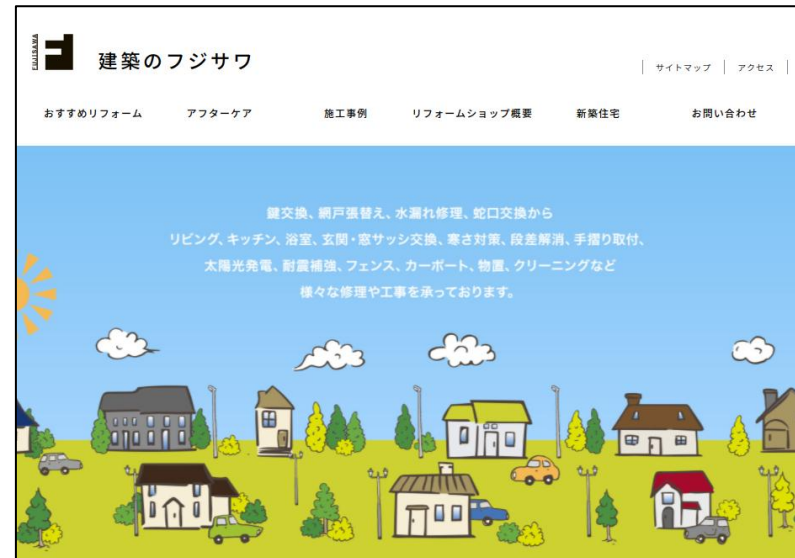 FUJISAWA
建築のフジサワ
サイトマップ
アクセス
おすすめリフォーム
アフターケア
施工事例
リフォームショップ概要
新築住宅
お問い合わせ
鍵交換、網戸張替え、水漏れ修理、蛇口交換から
リビング、キッチン、浴室、玄関・窓サッシ交換、寒さ対策、段差解消、手摺り取付、
太陽光発電、耐震補強、フェンス、カーポート、物置、クリーニングなど
様々な修理や工事を承っております。